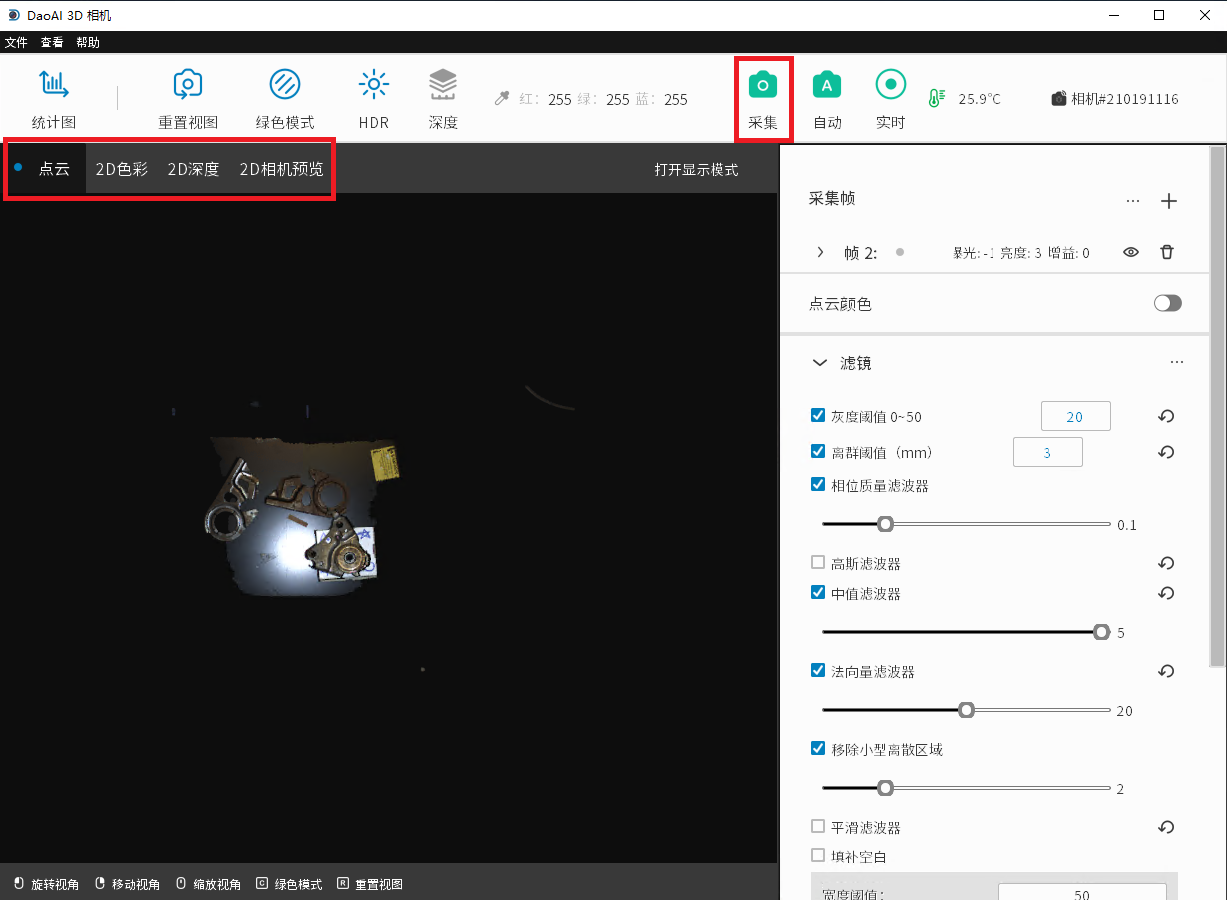 DaoAI 3D 相机
文件 查看 帮助
统计图 重置视图 绿色模式 HDR 深度 红: 255 绿: 255 蓝: 255 采集 自动 实时 25.9℃ 相机#210191116
点云 2D色彩 2D深度 2D相机预览 打开显示模式
采集帧 ... +
帧 2: 曝光: -1 亮度: 3 增益: 0
点云颜色
滤镜 ...
灰度阈值 0~50 20
离群阈值（mm） 3
相位质量滤波器
0.1
高斯滤波器
中值滤波器
5
法向量滤波器
20
移除小型离散区域
2
平滑滤波器
填补空白
宽度阈值: 50
旋转视角 移动视角 缩放视角 C 绿色模式 R 重置视图